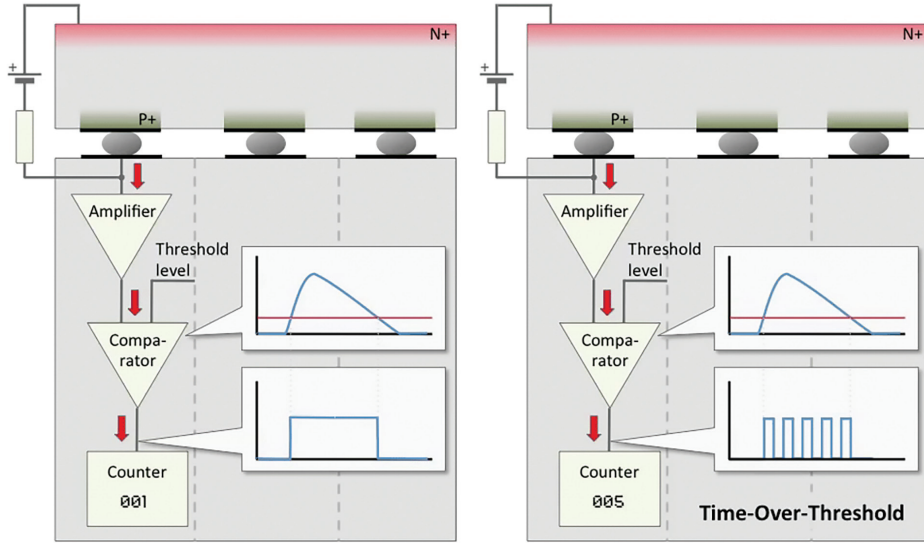 N+
+
P+
Amplifier
Threshold
level
Compa-
rator
Counter
001
N+
+
P+
Amplifier
Threshold
level
Compa-
rator
Counter
005
Time-Over-Threshold